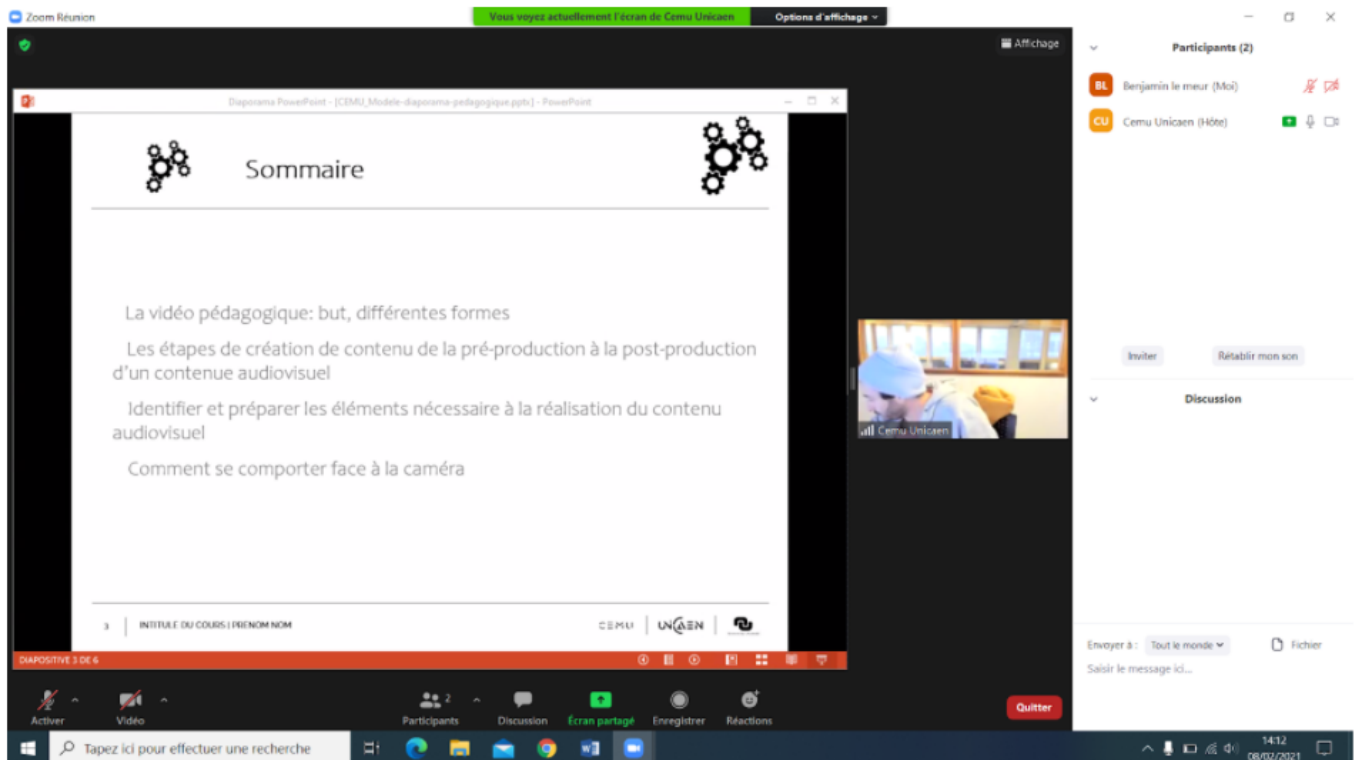 Zoom Réunion
Vous voyez actuellement l'écran de Cemu Unicaen
Options d'affichage
Affichage
Participants (2)
BL Benjamin le meur (Moi)
CU Cemu Unicaen (Hôte)
Diaporama PowerPoint - [CEMU_Modele-diaporama-pedagogique.pptx] - PowerPoint
Sommaire
La vidéo pédagogique: but, différentes formes
Les étapes de création de contenu de la pré-production à la post-production
d'un contenue audiovisuel
Identifier et préparer les éléments nécessaire à la réalisation du contenu
audiovisuel
Comment se comporter face à la caméra
3 INTITULE DU COURS | PRENOM NOM
CEMU UNICAEN
DIAPOSITIVE 3 DE 6
Cemu Unicaen
Inviter Rétablir mon son
Discussion
Envoyer à : Tout le monde Fichier
Saisir le message ici...
Activer Vidéo Participants 2 Discussion Écran partagé Enregistrer Réactions Quitter
Tapez ici pour effectuer une recherche
14:12
08/02/2021